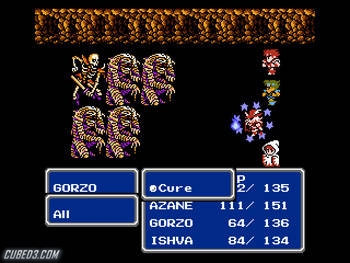 P
GORZO
Cure
2/ 135
All
AZANE 111/ 151
GORZO 64/ 136
ISHVA 84/ 134
CUBED3.COM